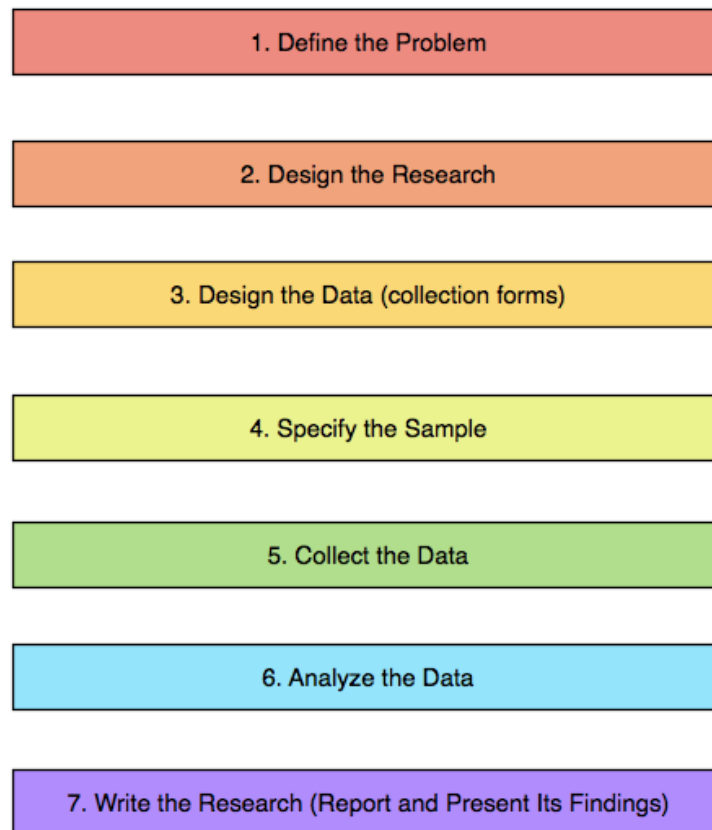 1. Define the Problem
2. Design the Research
3. Design the Data (collection forms)
4. Specify the Sample
5. Collect the Data
6. Analyze the Data
7. Write the Research (Report and Present Its Findings)